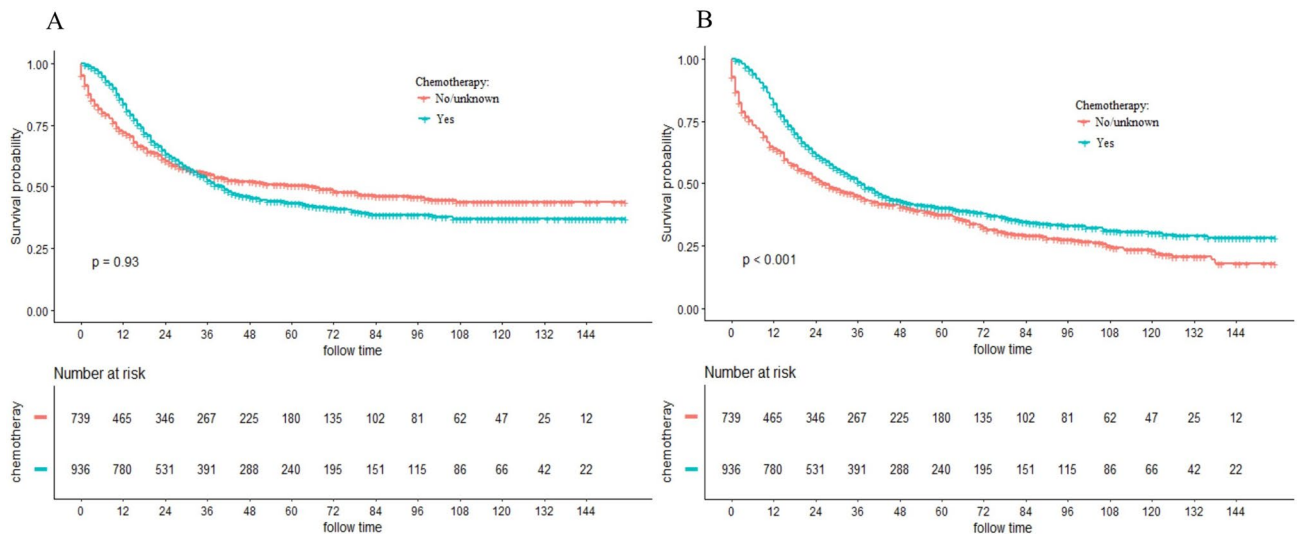 A
Survival probability
1.00
0.75
0.50
0.25
0.00
Chemotherapy:
No/unknown
Yes
p = 0.93
0 12 24 36 48 60 72 84 96 108 120 132 144
follow time
Number at risk
chemotheray
739 465 346 267 225 180 135 102 81 62 47 25 12
936 780 531 391 288 240 195 151 115 86 66 42 22
0 12 24 36 48 60 72 84 96 108 120 132 144
follow time
B
Survival probability
1.00
0.75
0.50
0.25
0.00
Chemotherapy:
No/unknown
Yes
p < 0.001
0 12 24 36 48 60 72 84 96 108 120 132 144
follow time
Number at risk
chemotheray
739 465 346 267 225 180 135 102 81 62 47 25 12
936 780 531 391 288 240 195 151 115 86 66 42 22
0 12 24 36 48 60 72 84 96 108 120 132 144
follow time